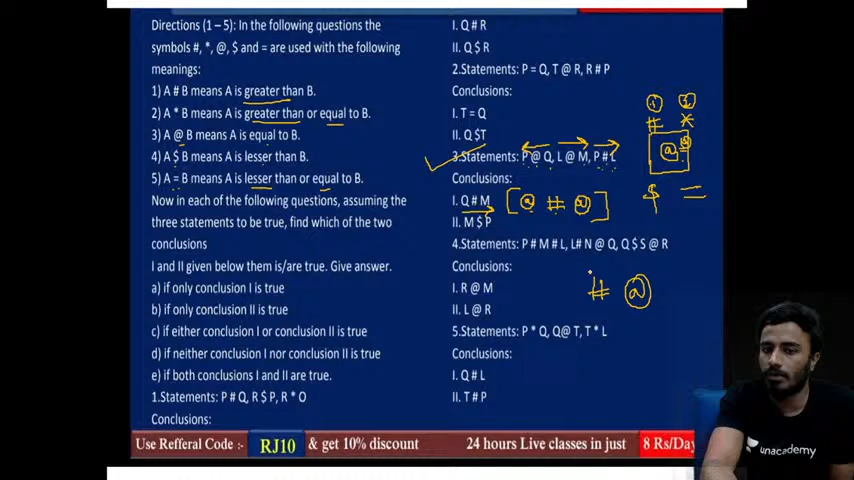 Directions (1 – 5): In the following questions the
symbols #, *, @, $ and = are used with the following
meanings:
1) A # B means A is greater than B.
2) A * B means A is greater than or equal to B.
3) A @ B means A is equal to B.
4) A $ B means A is lesser than B.
5) A = B means A is lesser than or equal to B.
Now in each of the following questions, assuming the
three statements to be true, find which of the two
conclusions
I and II given below them is/are true. Give answer.
a) if only conclusion I is true
b) if only conclusion II is true
c) if either conclusion I or conclusion II is true
d) if neither conclusion I nor conclusion II is true
e) if both conclusions I and II are true.
1.Statements: P # Q, R $ P, R * O
Conclusions:
I. Q # R
II. Q $ R
2.Statements: P = Q, T @ R, R # P
Conclusions:
I. T = Q
II. Q $T
3.Statements: P @ Q, L @ M, P # L
Conclusions:
I. Q # M
II. M $ P
4.Statements: P # M # L, L# N @ Q, Q $ S @ R
Conclusions:
I. R @ M
II. L @ R
5.Statements: P * Q, Q@ T, T * L
Conclusions:
I. Q # L
II. T # P
# *
@
$ =
[ @ # @ ]
# @
unacademy
Use Refferal Code :- RJ10 & get 10% discount 24 hours Live classes in just 8 Rs/Day